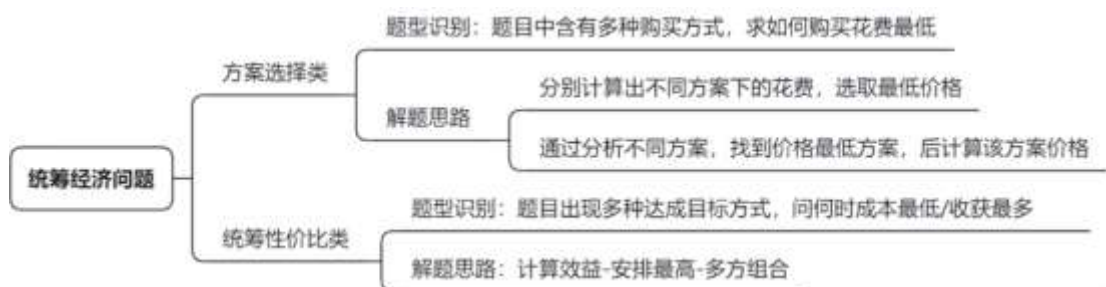 题型识别：题目中含有多种购买方式，求如何购买花费最低
方案选择类
分别计算出不同方案下的花费，选取最低价格
解题思路
通过分析不同方案，找到价格最低方案，后计算该方案价格
统筹经济问题
题型识别：题目出现多种达成目标方式，问何时成本最低/收获最多
统筹性价比类
解题思路：计算效益-安排最高-多方组合